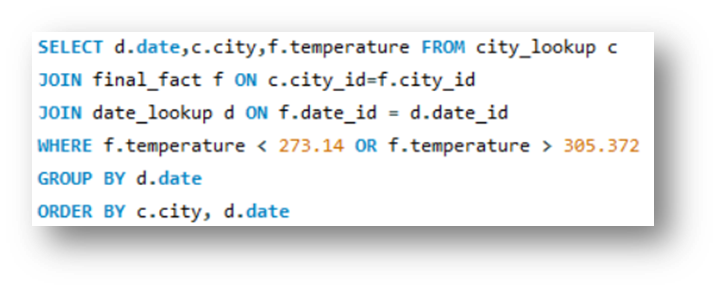 SELECT d.date,c.city,f.temperature FROM city_lookup c
JOIN final_fact f ON c.city_id=f.city_id
JOIN date_lookup d ON f.date_id = d.date_id
WHERE f.temperature < 273.14 OR f.temperature > 305.372
GROUP BY d.date
ORDER BY c.city, d.date